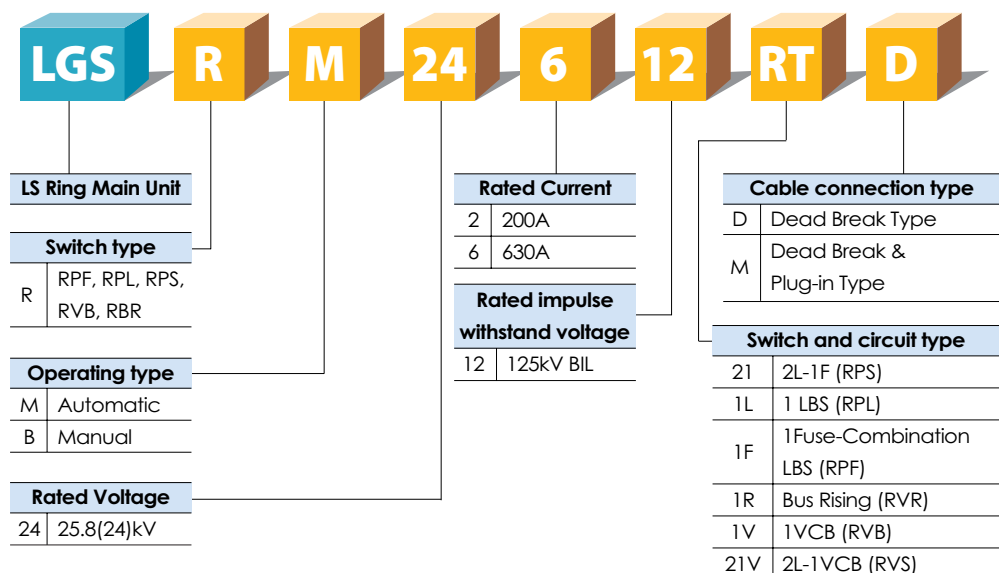 LGS R M 24 6 12 RT D
LS Ring Main Unit
Switch type
R RPF, RPL, RPS,
RVB, RBR
Operating type
M Automatic
B Manual
Rated Voltage
24 25.8(24)kV
Rated Current
2 200A
6 630A
Rated impulse
withstand voltage
12 125kV BIL
Cable connection type
D Dead Break Type
M Dead Break &
Plug-in Type
Switch and circuit type
21 2L-1F (RPS)
1L 1 LBS (RPL)
1F 1Fuse-Combination
LBS (RPF)
1R Bus Rising (RVR)
1V 1VCB (RVB)
21V 2L-1VCB (RVS)